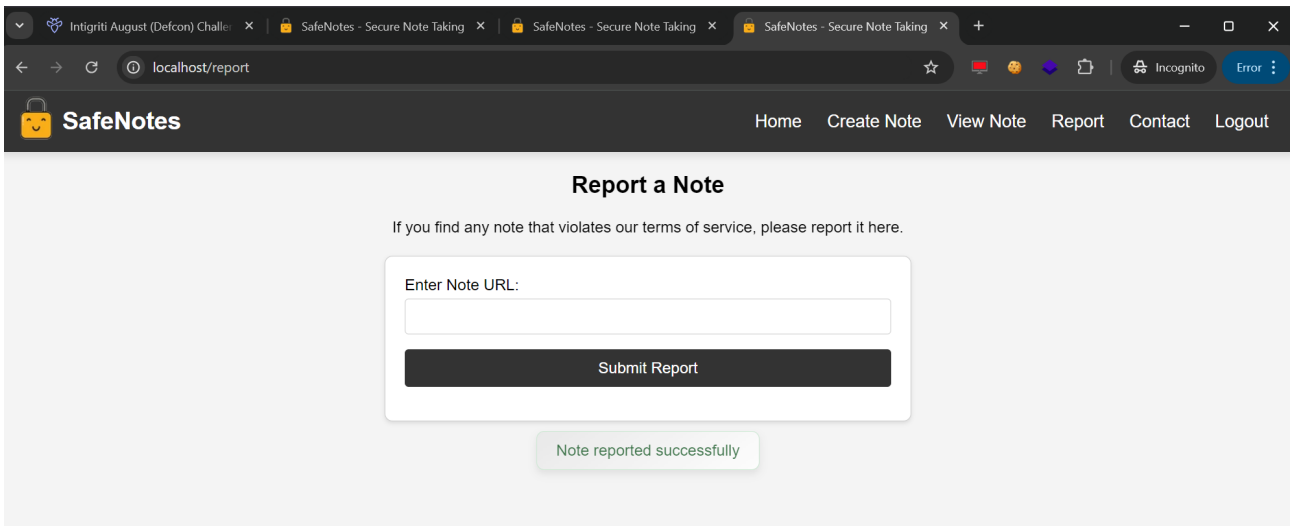 Intigriti August (Defcon) Challe
SafeNotes - Secure Note Taking
SafeNotes - Secure Note Taking
SafeNotes - Secure Note Taking
localhost/report
Incognito
Error
SafeNotes
Home
Create Note
View Note
Report
Contact
Logout
Report a Note
If you find any note that violates our terms of service, please report it here.
Enter Note URL:
Submit Report
Note reported successfully